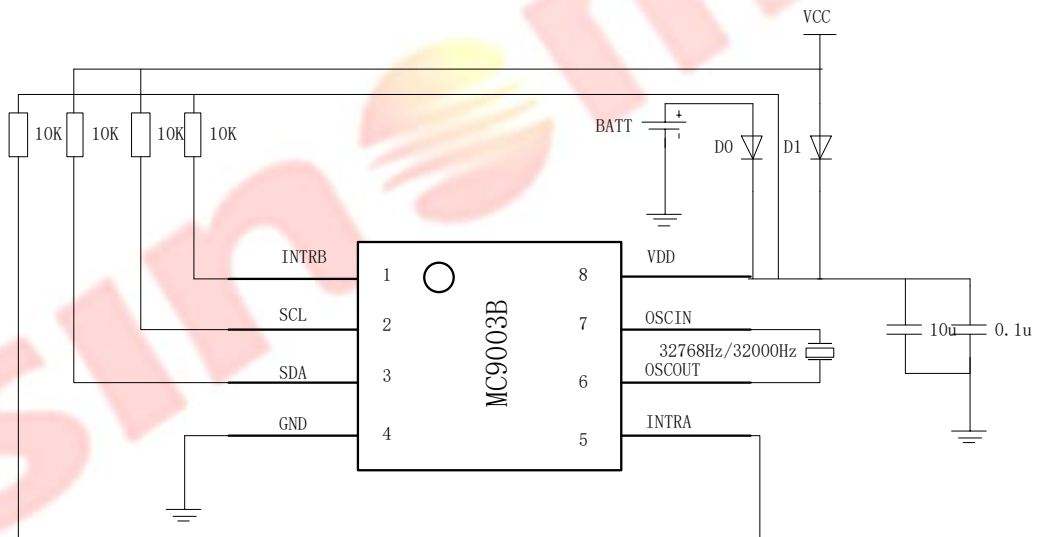 VCC
10K 10K 10K 10K
BATT
+
-
D0 D1
INTRB
SCL
SDA
GND
1
2
3
4
MC9003B
8
7
6
5
VDD
OSCIN
32768Hz/32000Hz
OSCOUT
INTRA
10u 0.1u
sinom